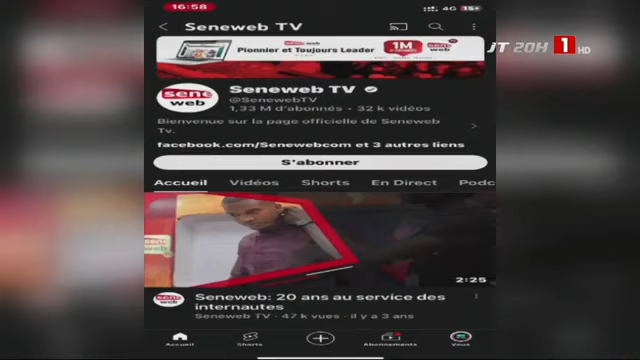 16:58
4G 15+
Seneweb TV
Pionnier et Toujours Leader
1M
JT 20H 1 HD
sene
web
Seneweb TV
@SenewebTV
1,33 M d'abonnés · 32 k vidéos
Bienvenue sur la page officielle de Seneweb
Tv.
facebook.com/Senewebcom et 3 autres liens
S'abonner
Accueil Vidéos Shorts En Direct Podc
2:25
Seneweb: 20 ans au service des
internautes
Seneweb TV · 47 k vues · il y a 3 ans
Accueil Shorts Abonnements Vous